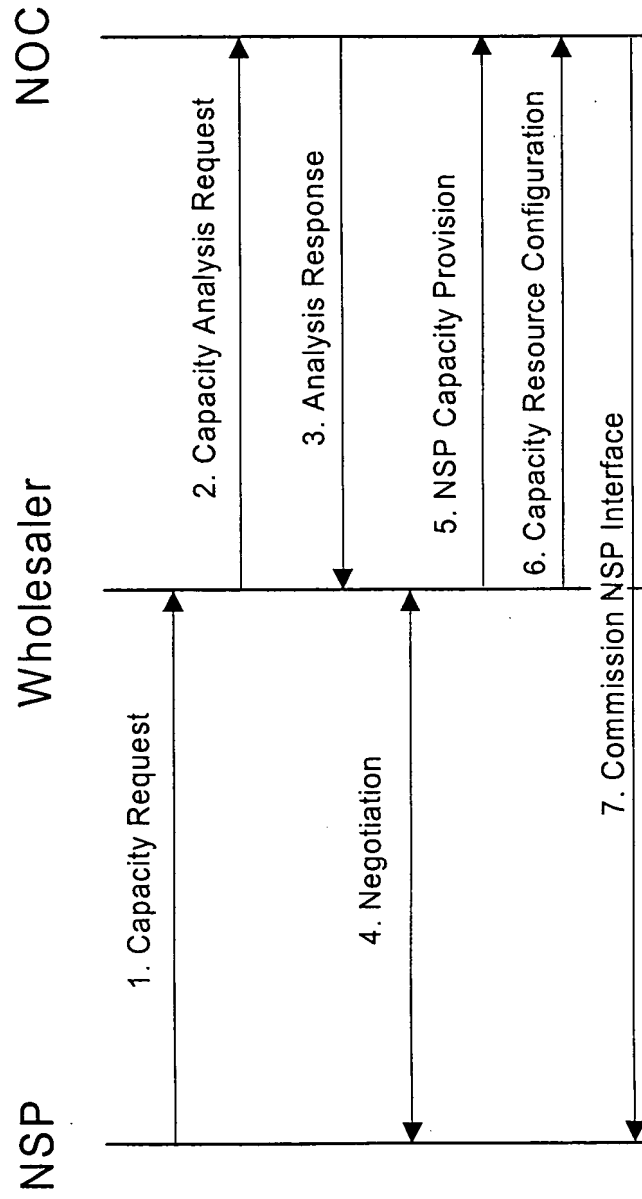 NSP
Wholesaler
NOC
1. Capacity Request
2. Capacity Analysis Request
3. Analysis Response
4. Negotiation
5. NSP Capacity Provision
6. Capacity Resource Configuration
7. Commission NSP Interface